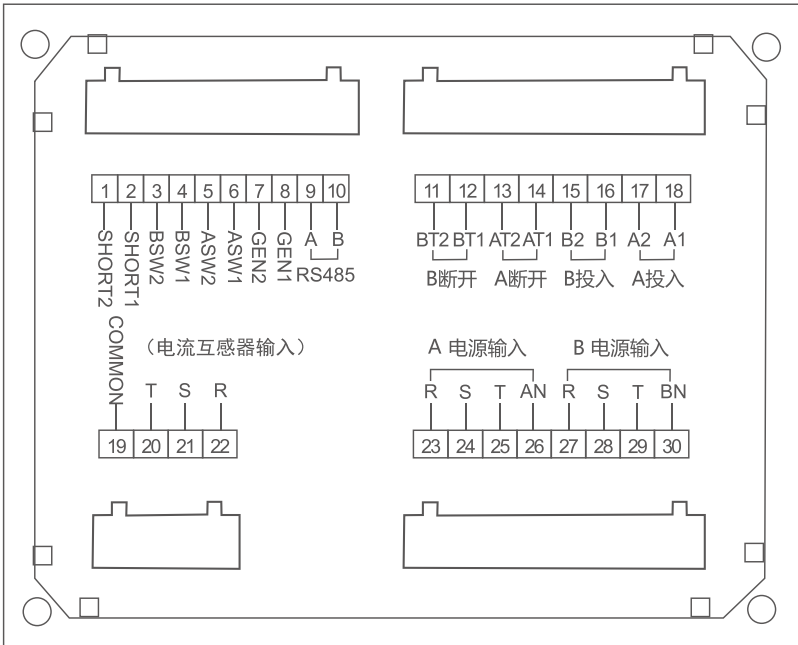 1 2 3 4 5 6 7 8 9 10
SHORT2 SHORT1 BSW2 BSW1 ASW2 ASW1 GEN2 GEN1 A B
RS485
11 12 13 14 15 16 17 18
BT2 BT1 AT2 AT1 B2 B1 A2 A1
B断开 A断开 B投入 A投入
(电流互感器输入)
COMMON T S R
19 20 21 22
A 电源输入 B 电源输入
R S T AN R S T BN
23 24 25 26 27 28 29 30